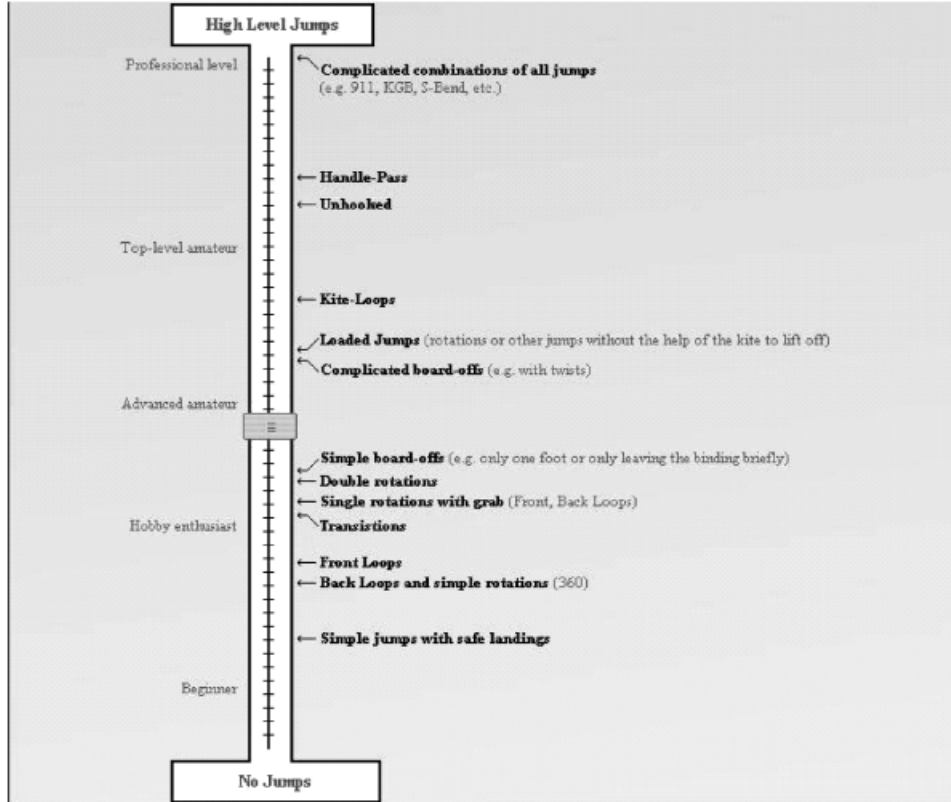 High Level Jumps
Professional level
Complicated combinations of all jumps
(e.g. 911, KGB, S-Bend, etc.)
Handle-Pass
Unhooked
Top-level amateur
Kite-Loops
Loaded Jumps (rotations or other jumps without the help of the kite to lift off)
Complicated board-offs (e.g. with twists)
Advanced amateur
Simple board-offs (e.g. only one foot or only leaving the binding briefly)
Double rotations
Single rotations with grab (Front, Back Loops)
Hobby enthusiast
Transistions
Front Loops
Back Loops and simple rotations (360)
Simple jumps with safe landings
Beginner
No Jumps